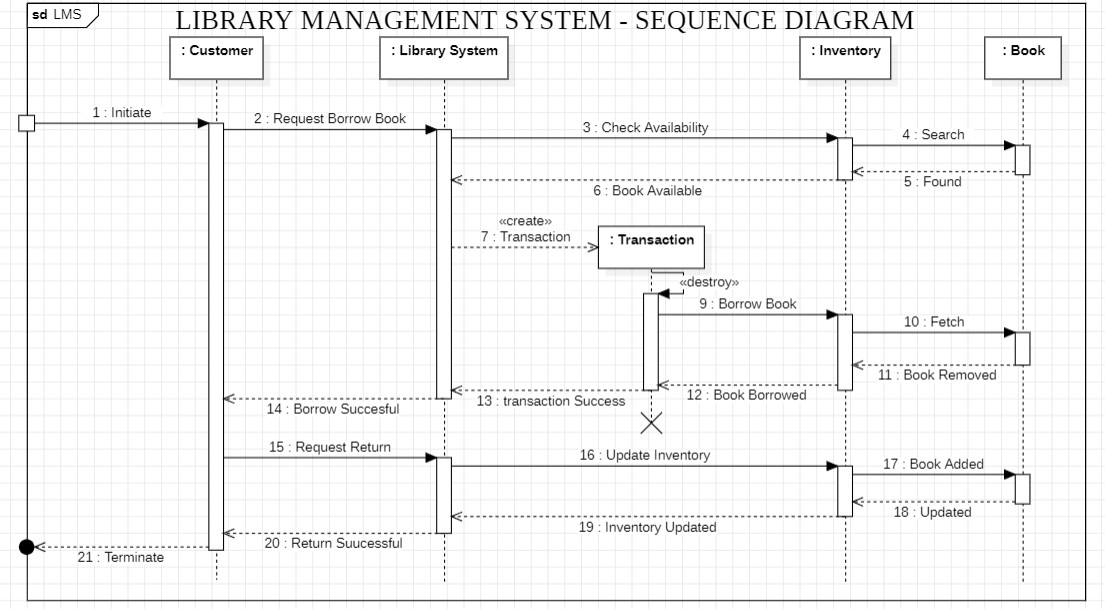 sd LMS
LIBRARY MANAGEMENT SYSTEM - SEQUENCE DIAGRAM
: Customer
: Library System
: Inventory
: Book
1 : Initiate
2 : Request Borrow Book
3 : Check Availability
4 : Search
5 : Found
6 : Book Available
«create»
7 : Transaction
: Transaction
«destroy»
9 : Borrow Book
10 : Fetch
11 : Book Removed
12 : Book Borrowed
13 : transaction Success
14 : Borrow Succesful
15 : Request Return
16 : Update Inventory
17 : Book Added
18 : Updated
19 : Inventory Updated
20 : Return Suucessful
21 : Terminate